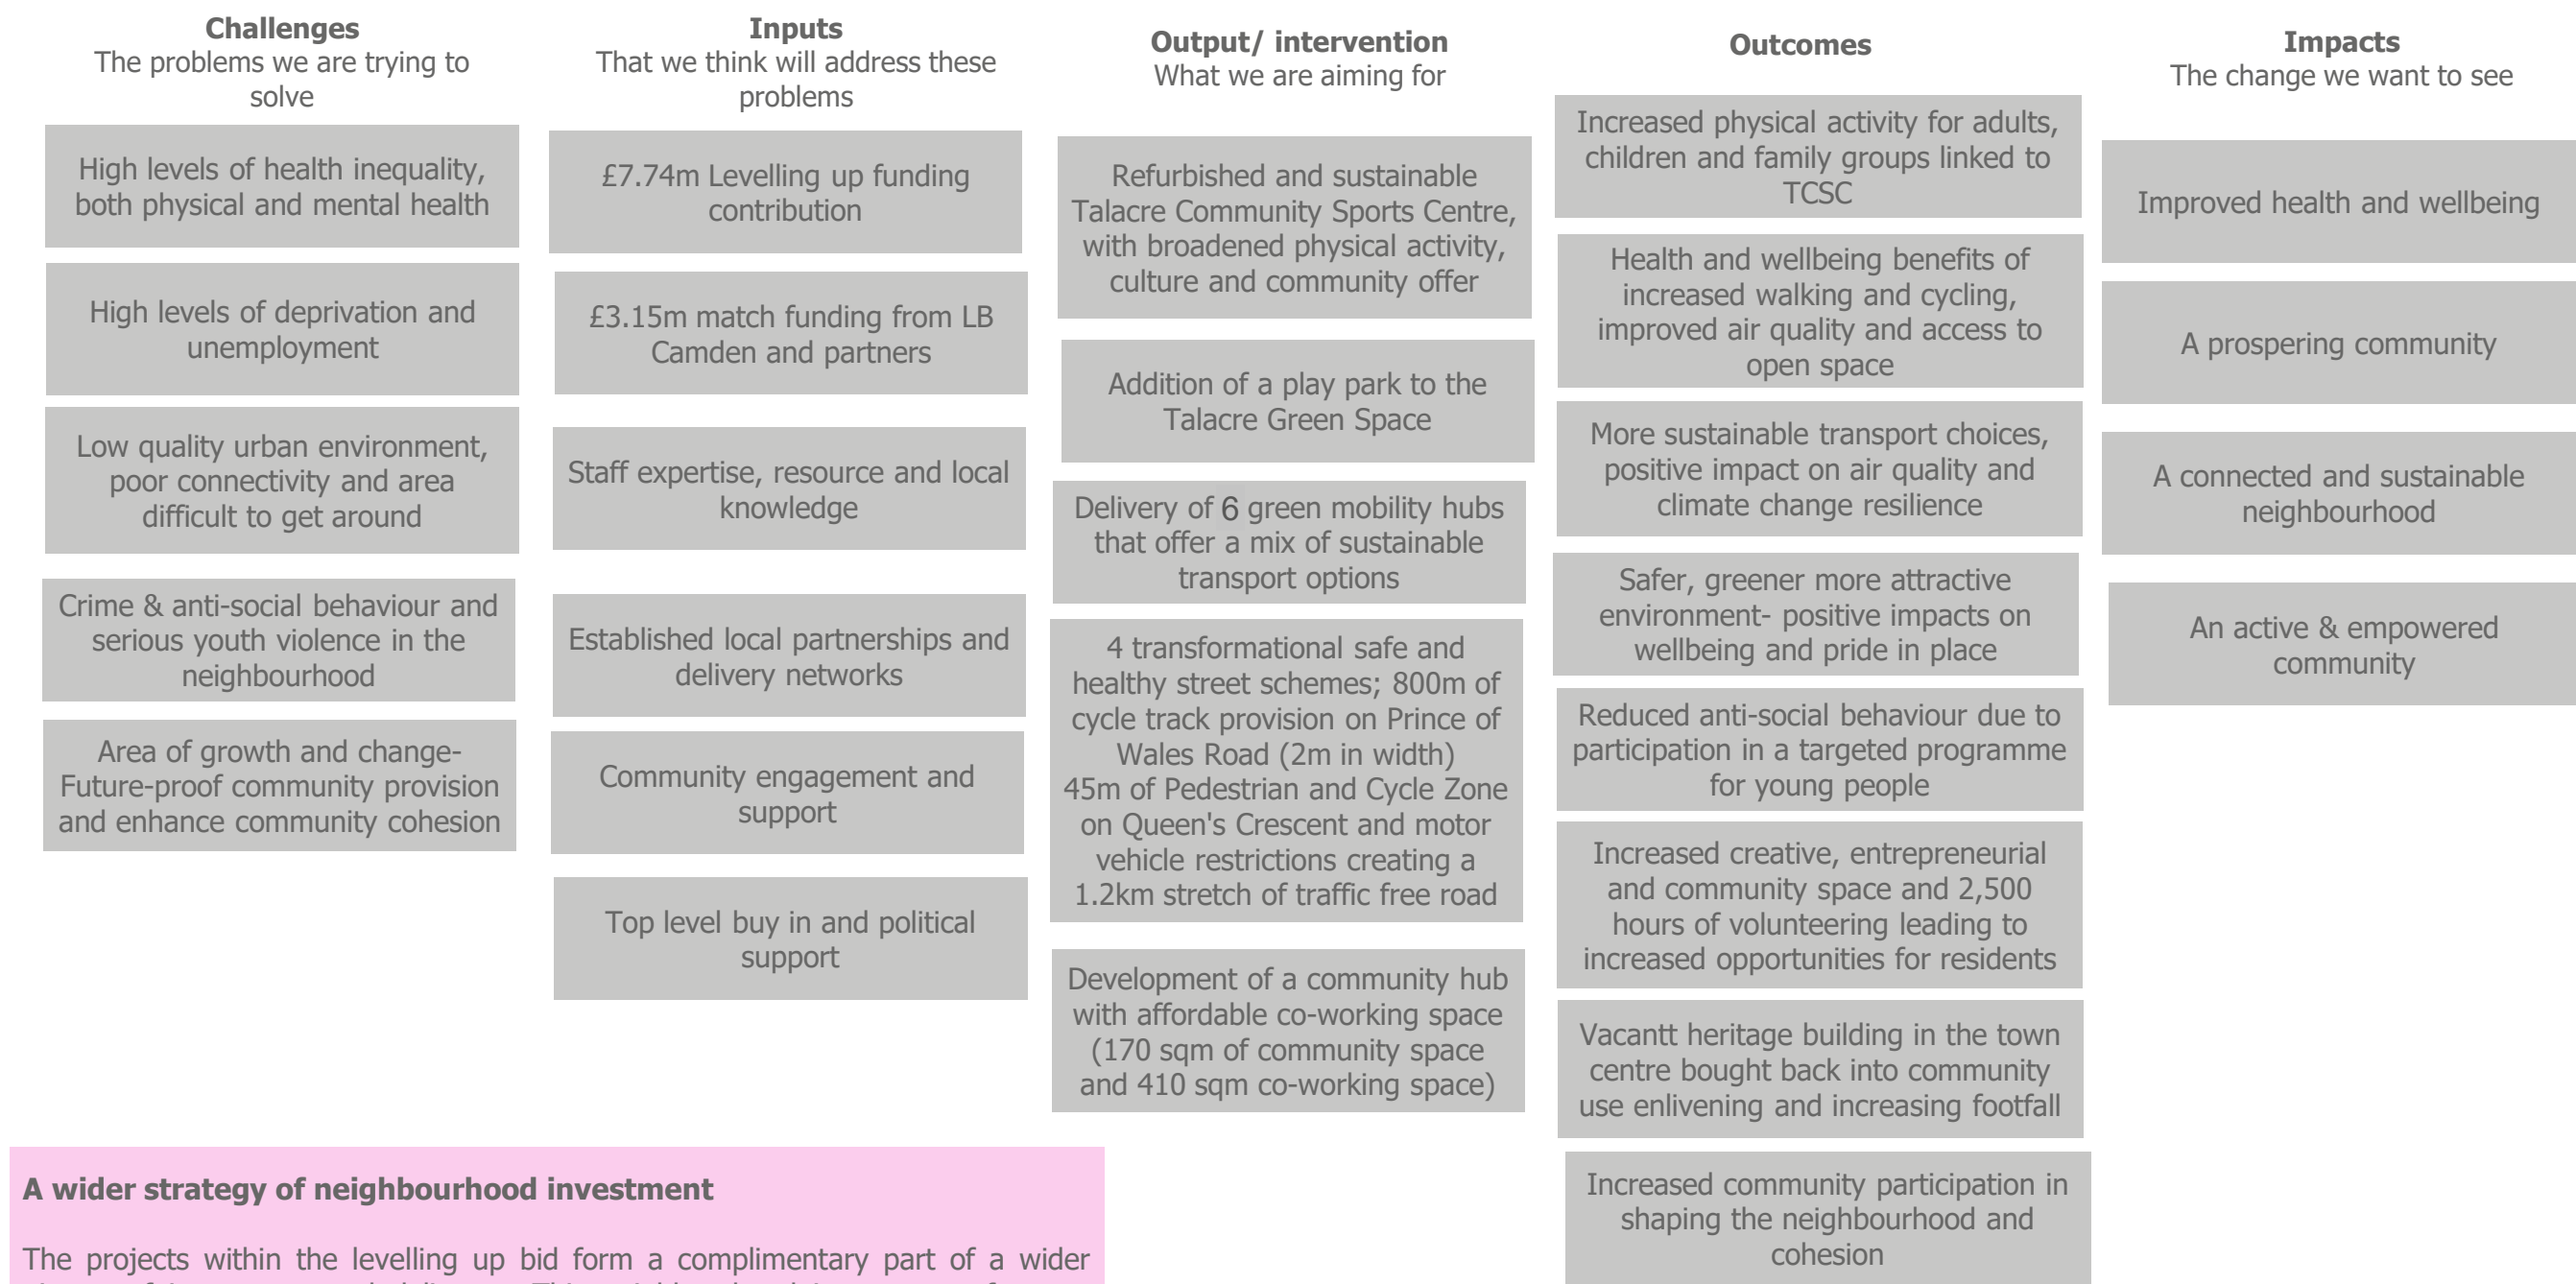 Challenges
The problems we are trying to
solve
High levels of health inequality,
both physical and mental health
High levels of deprivation and
unemployment
Low quality urban environment,
poor connectivity and area
difficult to get around
Crime & anti-social behaviour and
serious youth violence in the
neighbourhood
Area of growth and change-
Future-proof community provision
and enhance community cohesion
Inputs
That we think will address these
problems
£7.74m Levelling up funding
contribution
£3.15m match funding from LB
Camden and partners
Staff expertise, resource and local
knowledge
Established local partnerships and
delivery networks
Community engagement and
support
Top level buy in and political
support
Output/ intervention
What we are aiming for
Refurbished and sustainable
Talacre Community Sports Centre,
with broadened physical activity,
culture and community offer
Addition of a play park to the
Talacre Green Space
Delivery of 6 green mobility hubs
that offer a mix of sustainable
transport options
4 transformational safe and
healthy street schemes; 800m of
cycle track provision on Prince of
Wales Road (2m in width)
45m of Pedestrian and Cycle Zone
on Queen's Crescent and motor
vehicle restrictions creating a
1.2km stretch of traffic free road
Development of a community hub
with affordable co-working space
(170 sqm of community space
and 410 sqm co-working space)
Outcomes
Increased physical activity for adults,
children and family groups linked to
TCSC
Health and wellbeing benefits of
increased walking and cycling,
improved air quality and access to
open space
More sustainable transport choices,
positive impact on air quality and
climate change resilience
Safer, greener more attractive
environment- positive impacts on
wellbeing and pride in place
Reduced anti-social behaviour due to
participation in a targeted programme
for young people
Increased creative, entrepreneurial
and community space and 2,500
hours of volunteering leading to
increased opportunities for residents
Vacantt heritage building in the town
centre bought back into community
use enlivening and increasing footfall
Increased community participation in
shaping the neighbourhood and
cohesion
Impacts
The change we want to see
Improved health and wellbeing
A prospering community
A connected and sustainable
neighbourhood
An active & empowered
community
A wider strategy of neighbourhood investment
The projects within the levelling up bid form a complimentary part of a wider